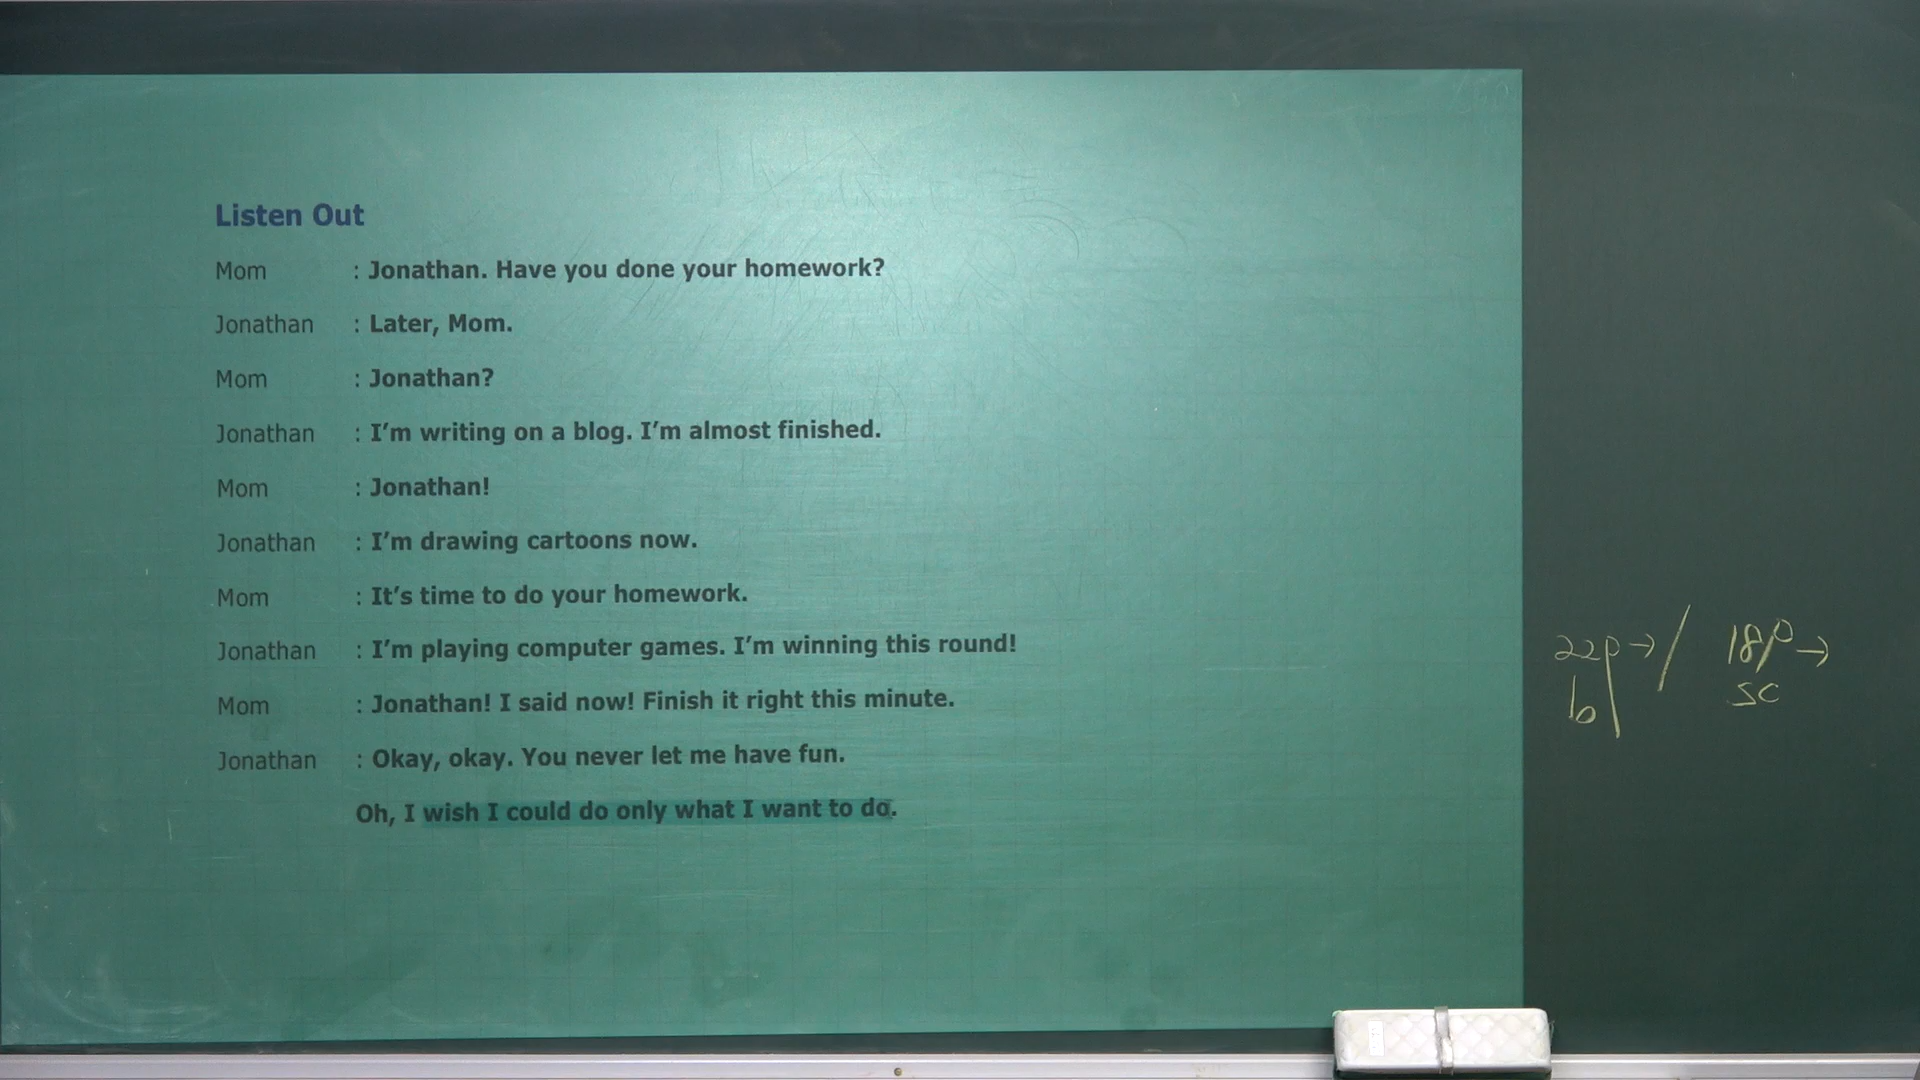 Listen Out
Mom : Jonathan. Have you done your homework?
Jonathan : Later, Mom.
Mom : Jonathan?
Jonathan : I'm writing on a blog. I'm almost finished.
Mom : Jonathan!
Jonathan : I'm drawing cartoons now.
Mom : It's time to do your homework.
Jonathan : I'm playing computer games. I'm winning this round!
Mom : Jonathan! I said now! Finish it right this minute.
Jonathan : Okay, okay. You never let me have fun.
Oh, I wish I could do only what I want to do.
22p → / 18p →